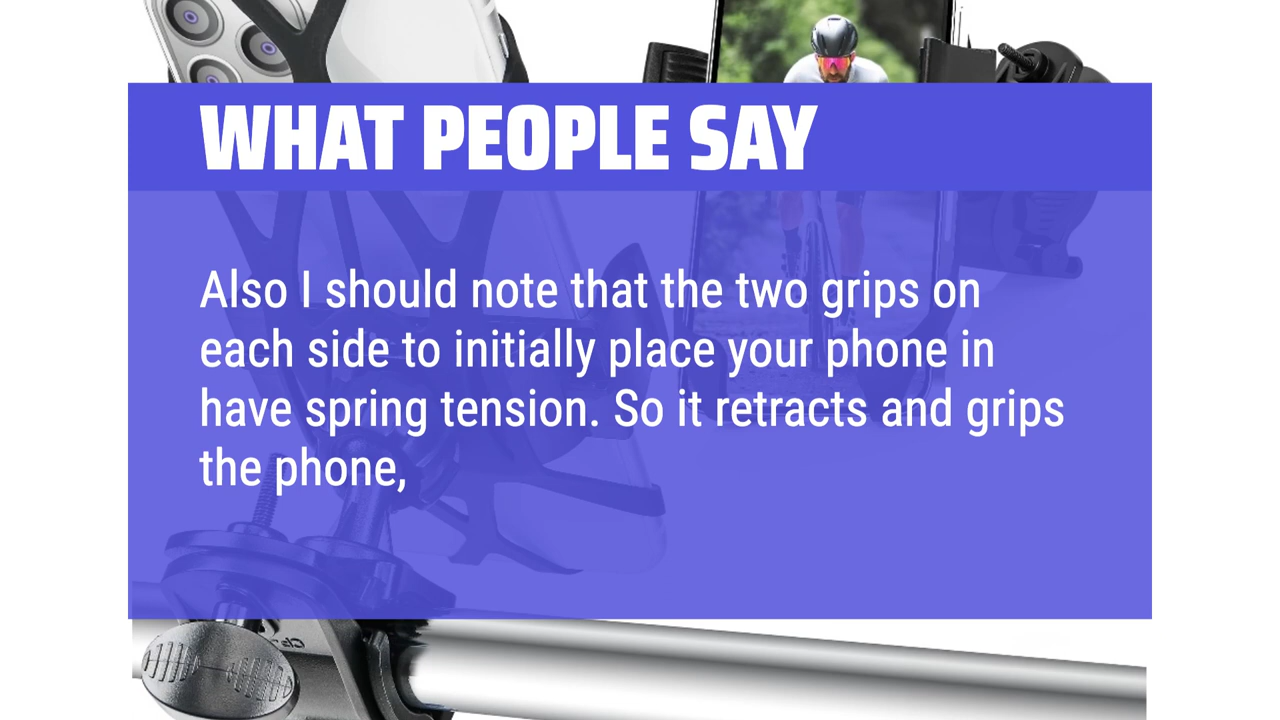 WHAT PEOPLE SAY
Also I should note that the two grips on
each side to initially place your phone in
have spring tension. So it retracts and grips
the phone,